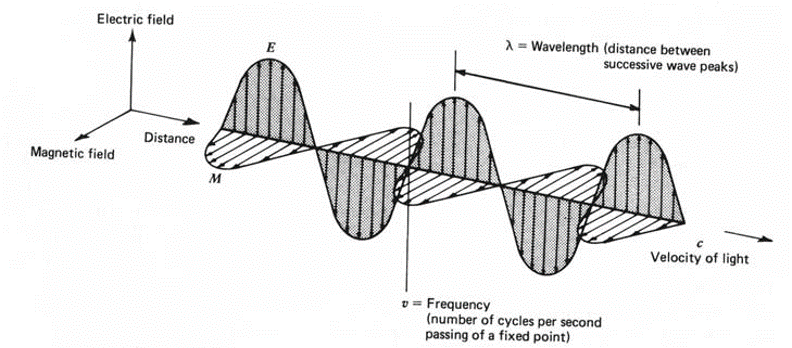 Electric field
E
λ = Wavelength (distance between
successive wave peaks)
Distance
Magnetic field
M
c
Velocity of light
υ = Frequency
(number of cycles per second
passing of a fixed point)